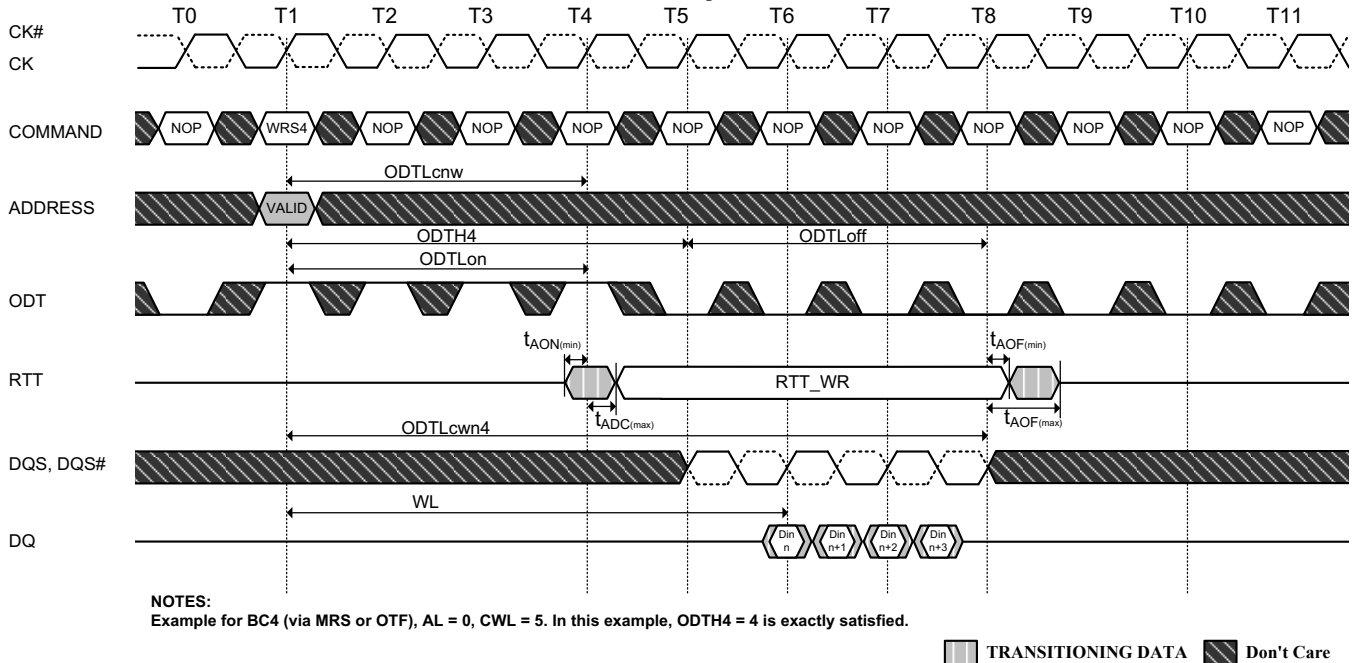 T0 T1 T2 T3 T4 T5 T6 T7 T8 T9 T10 T11
CK#
CK
COMMAND NOP WRS4 NOP NOP NOP NOP NOP NOP NOP NOP NOP NOP
ODTLcnw
ADDRESS VALID
ODTH4 ODTLoff
ODTLon
ODT
tAON(min) tAOF(min)
RTT RTT_WR
tADC(max) tAOF(max)
ODTLcwn4
DQS, DQS#
WL
DQ Din n Din n+1 Din n+2 Din n+3
NOTES:
Example for BC4 (via MRS or OTF), AL = 0, CWL = 5. In this example, ODTH4 = 4 is exactly satisfied.
TRANSITIONING DATA Don't Care